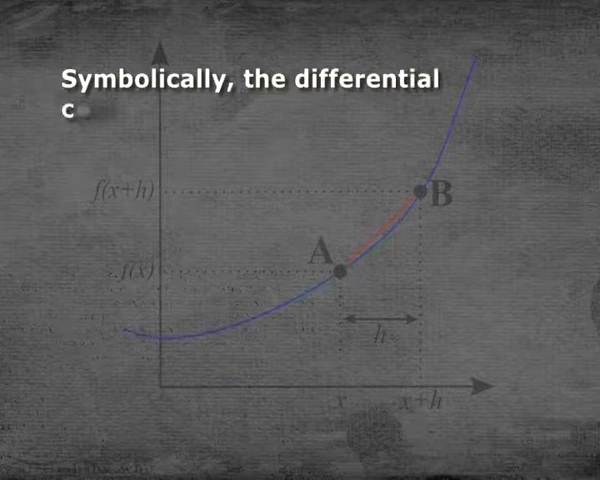 Symbolically, the differential
c
f(x+h)
B
A
f(x)
h
x
x+h